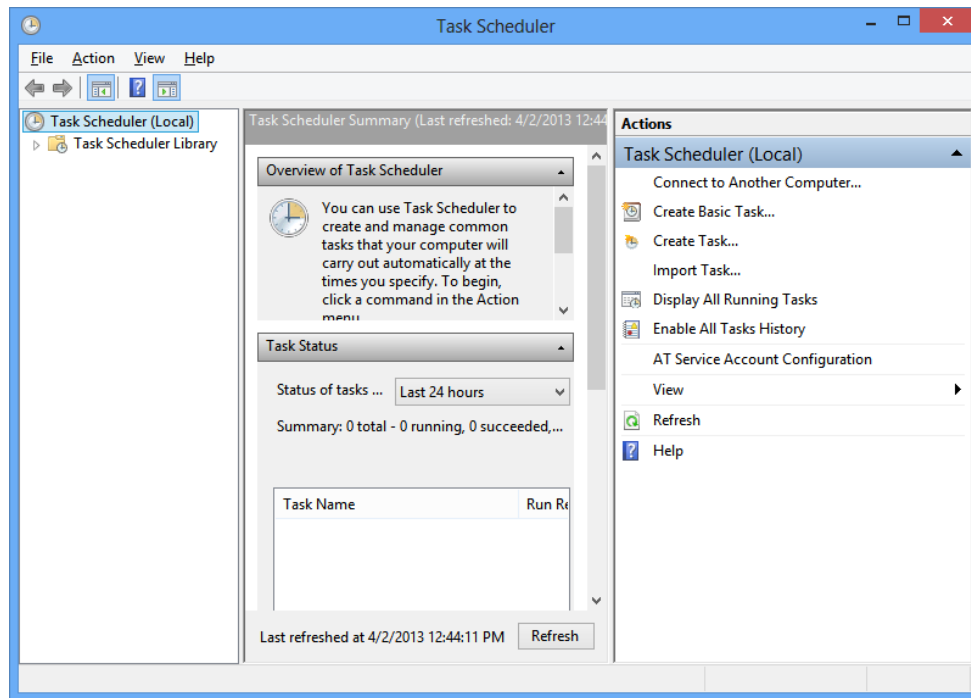 Task Scheduler
File Action View Help
Task Scheduler (Local)
Task Scheduler Library
Task Scheduler Summary (Last refreshed: 4/2/2013 12:44
Overview of Task Scheduler
You can use Task Scheduler to
create and manage common
tasks that your computer will
carry out automatically at the
times you specify. To begin,
click a command in the Action
menu
Task Status
Status of tasks ... Last 24 hours
Summary: 0 total - 0 running, 0 succeeded,...
Task Name Run Re
Last refreshed at 4/2/2013 12:44:11 PM Refresh
Actions
Task Scheduler (Local)
Connect to Another Computer...
Create Basic Task...
Create Task...
Import Task...
Display All Running Tasks
Enable All Tasks History
AT Service Account Configuration
View
Refresh
Help